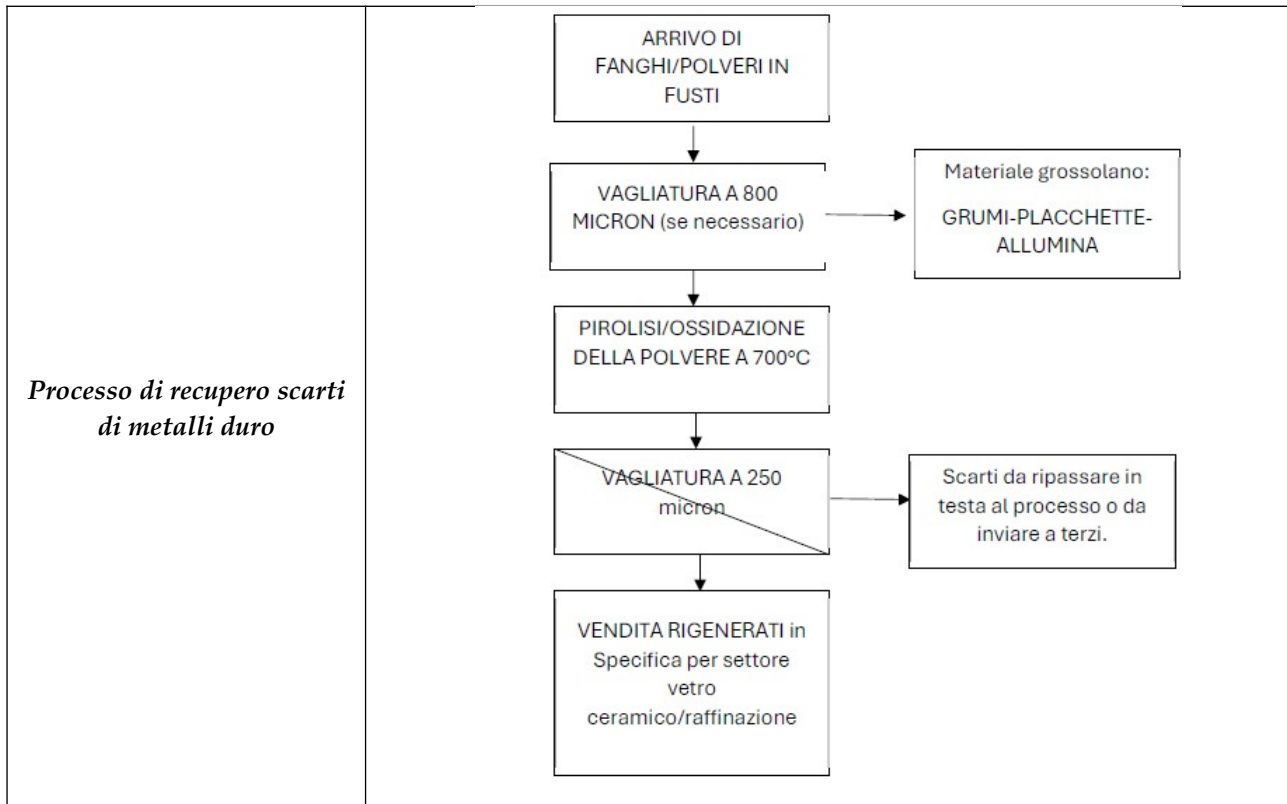 Processo di recupero scarti
di metalli duro
ARRIVO DI
FANGHI/POLVERI IN
FUSTI
VAGLIATURA A 800
MICRON (se necessario)
Materiale grossolano:
GRUMI-PLACCHETTE-
ALLUMINA
PIROLISI/OSSIDAZIONE
DELLA POLVERE A 700°C
VAGLIATURA A 250
micron
Scarti da ripassare in
testa al processo o da
inviare a terzi.
VENDITA RIGENERATI in
Specifica per settore
vetro
ceramico/raffinazione